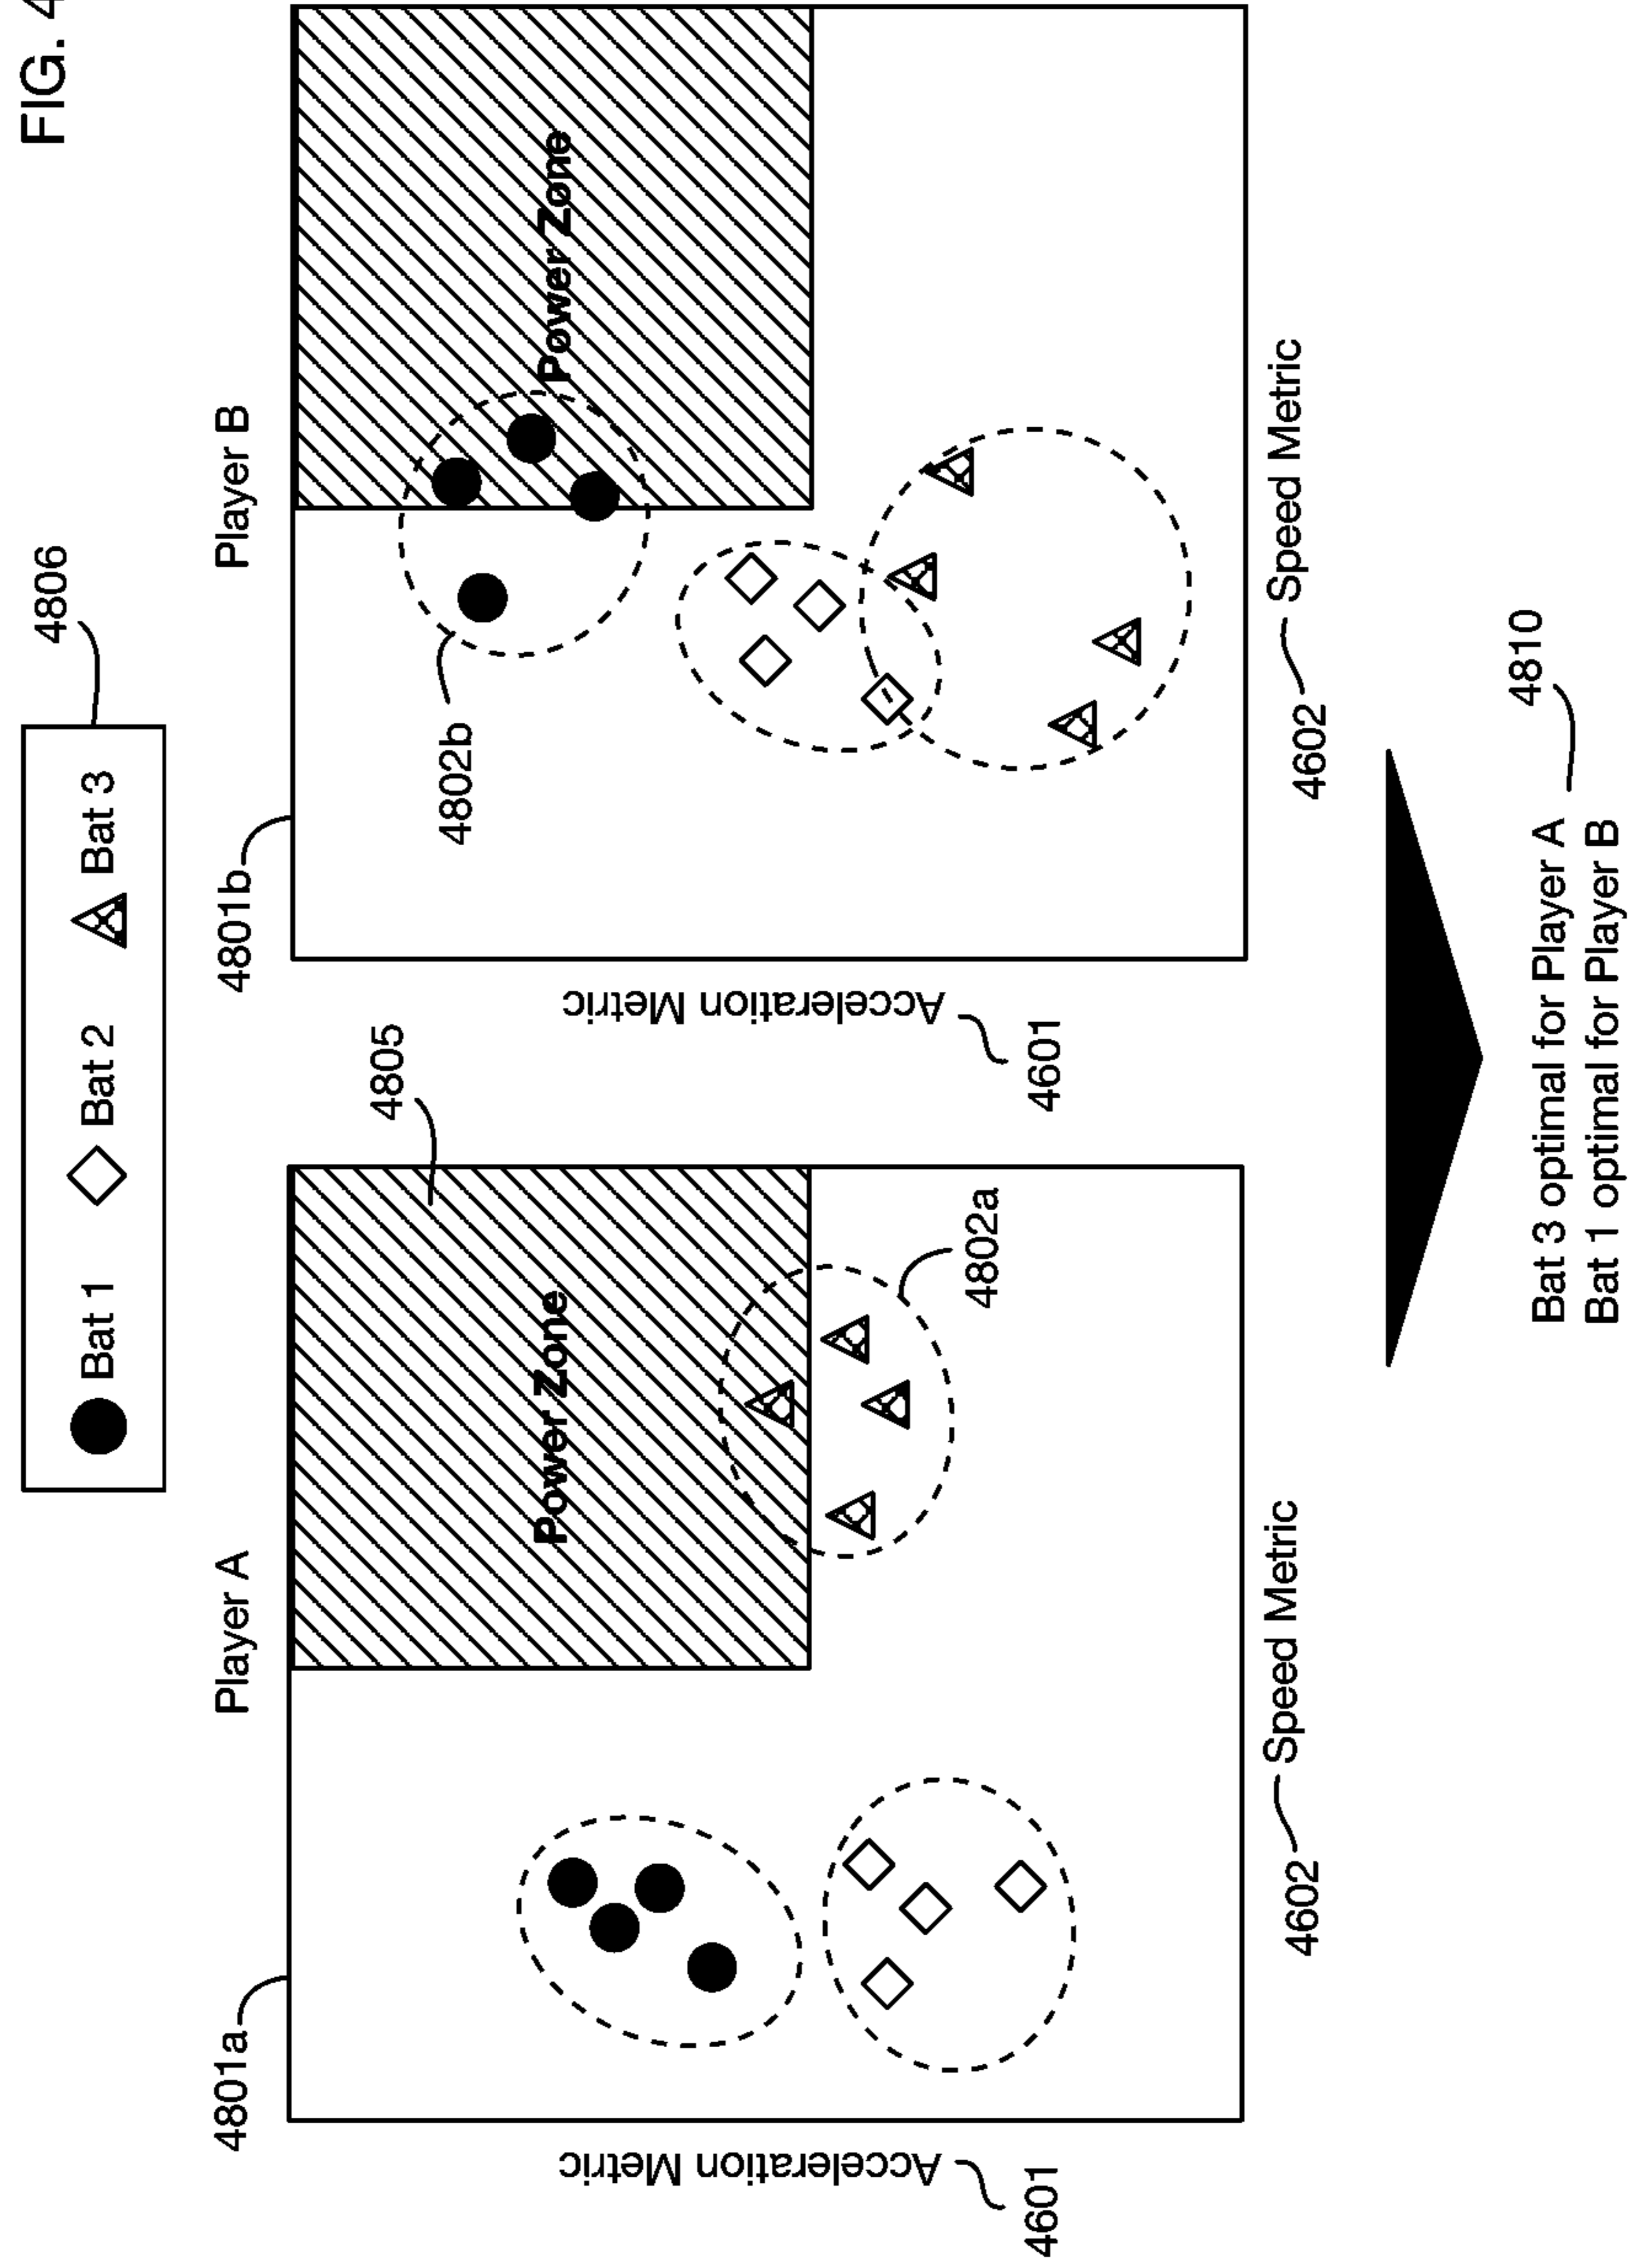 FIG. 4
4806
Bat 1 Bat 2 Bat 3
Player A
Player B
4801a
4801b
4805
Power Zone
Power Zone
4802b
4802a
Acceleration Metric
Acceleration Metric
4601
4601
4602 Speed Metric
4602 Speed Metric
Bat 3 optimal for Player A
Bat 1 optimal for Player B
4810